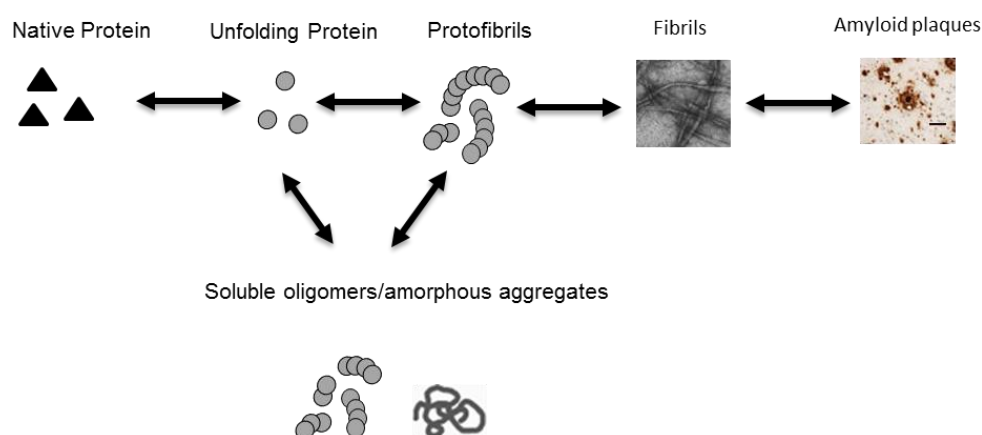 Native Protein
Unfolding Protein
Protofibrils
Fibrils
Amyloid plaques
Soluble oligomers/amorphous aggregates